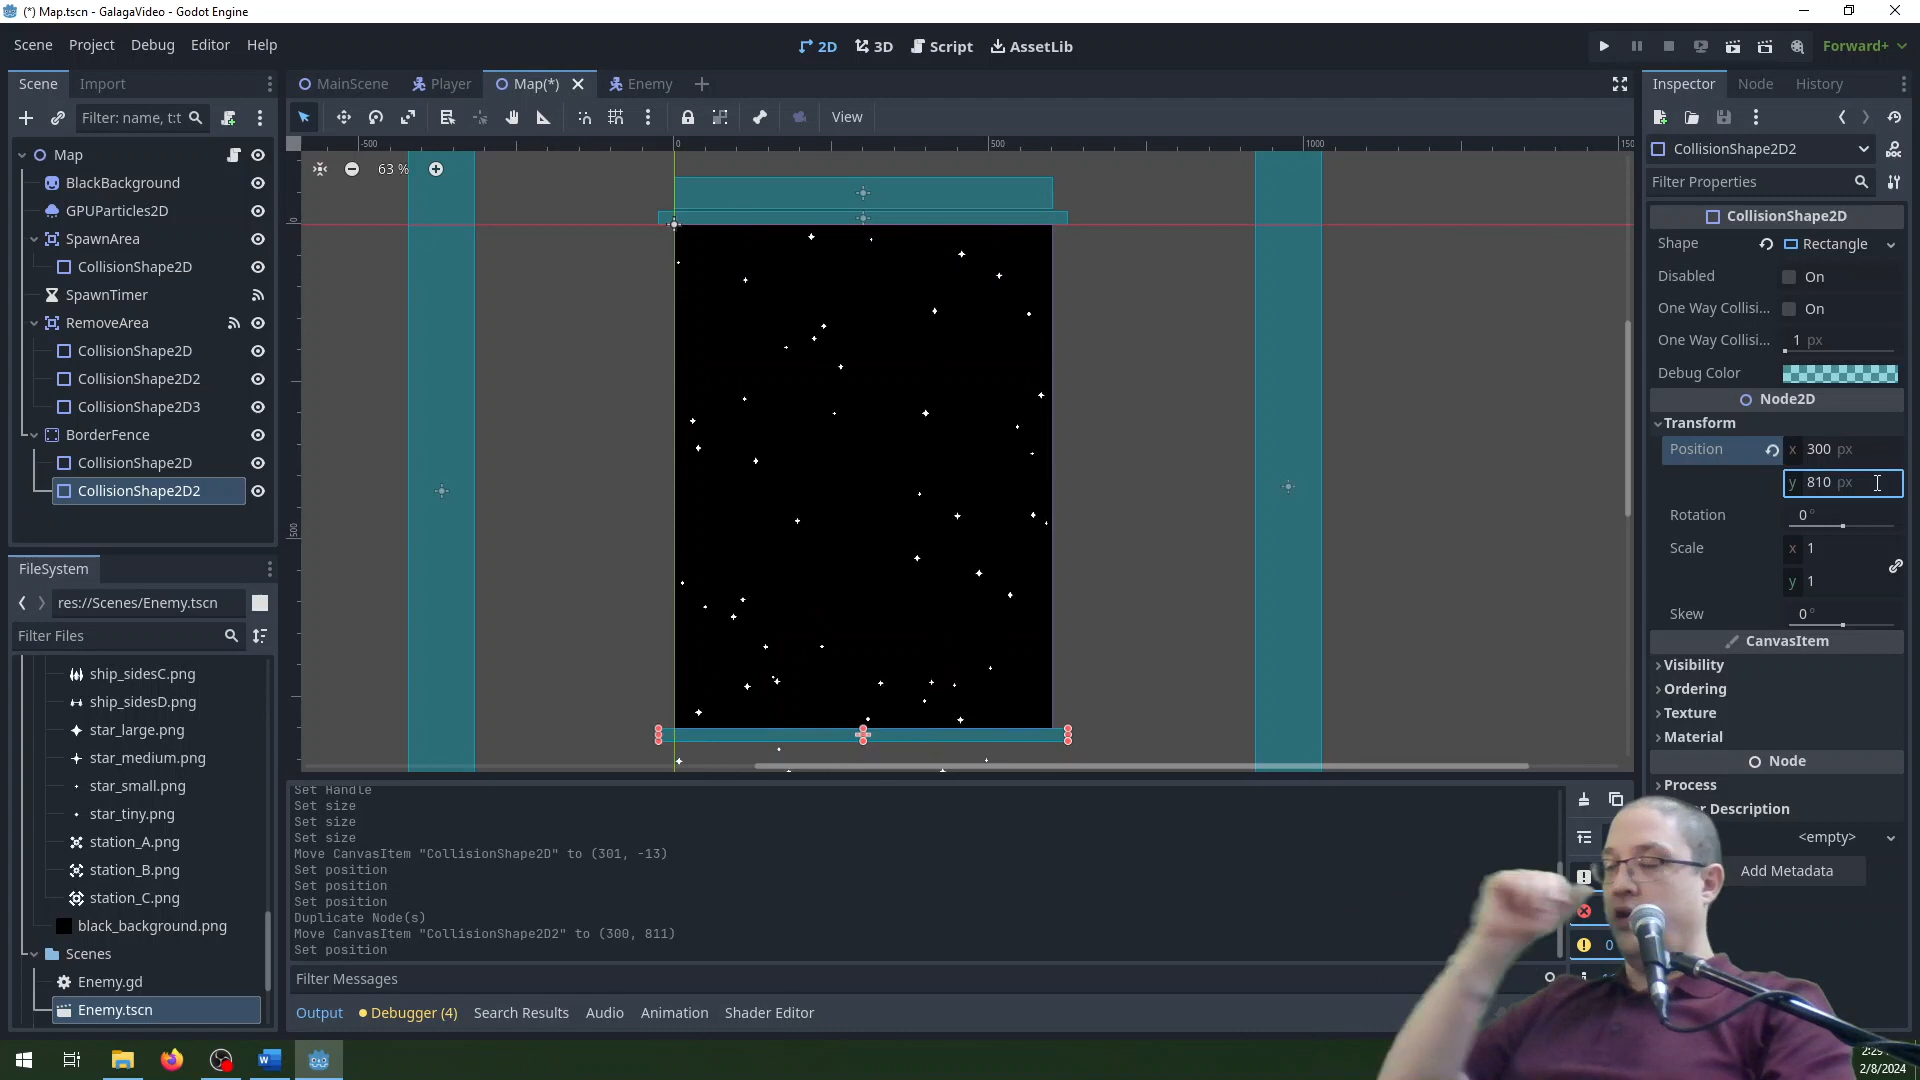 (*) Map.tscn - GalagaVideo - Godot Engine
Scene Project Debug Editor Help
2D 3D Script AssetLib
Forward+
Scene Import
MainScene Player Map(*) Enemy
Inspector Node History
Filter: name, t:t
View
CollisionShape2D2
Filter Properties
-500 0 500 1000 1500
63 %
0
500
Map
BlackBackground
GPUParticles2D
SpawnArea
CollisionShape2D
SpawnTimer
RemoveArea
CollisionShape2D
CollisionShape2D2
CollisionShape2D3
BorderFence
CollisionShape2D
CollisionShape2D2
FileSystem
res://Scenes/Enemy.tscn
Filter Files
ship_sidesC.png
ship_sidesD.png
star_large.png
star_medium.png
star_small.png
star_tiny.png
station_A.png
station_B.png
station_C.png
black_background.png
Scenes
Enemy.gd
Enemy.tscn
Set Handle
Set size
Set size
Set size
Move CanvasItem "CollisionShape2D" to (301, -13)
Set position
Set position
Set position
Duplicate Node(s)
Move CanvasItem "CollisionShape2D2" to (300, 811)
Set position
Filter Messages
Output Debugger (4) Search Results Audio Animation Shader Editor
0
CollisionShape2D
Shape Rectangle
Disabled On
One Way Collisi... On
One Way Collisi... 1 px
Debug Color
Node2D
Transform
Position x 300 px
y 810 px
Rotation 0 °
Scale x 1
y 1
Skew 0 °
CanvasItem
Visibility
Ordering
Texture
Material
Node
Process
Description
<empty>
Add Metadata
2/8/2024